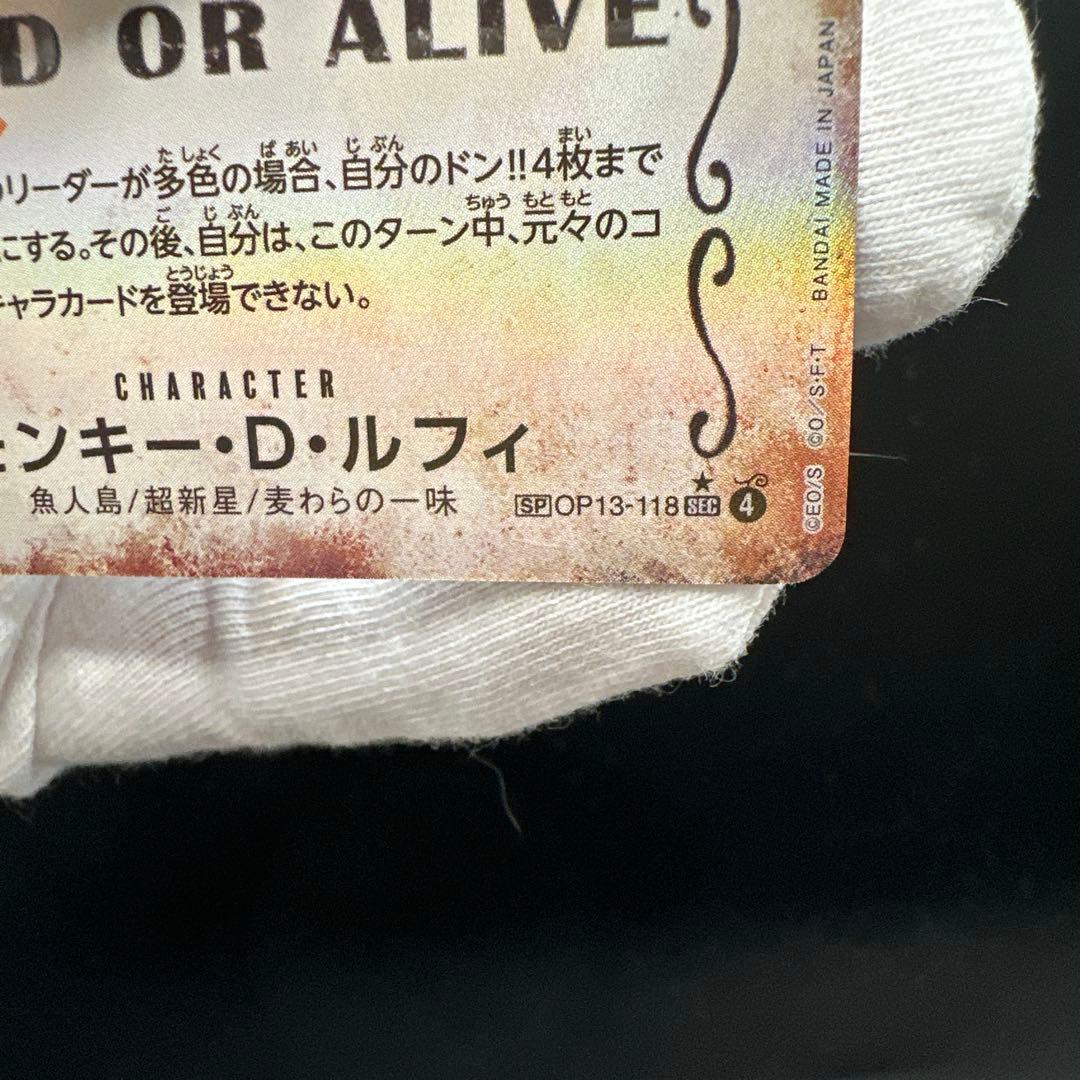 D OR ALIVE
リーダーが多色の場合、自分のドン!!4枚まで
にする。その後、自分は、このターン中、元々のコ
キャラカードを登場できない。
CHARACTER
ンキー・D・ルフィ
魚人島/超新星/麦わらの一味
SP OP13-118 SEC 4
©EO/S ©O/S・F・T BANDAI MADE IN JAPAN